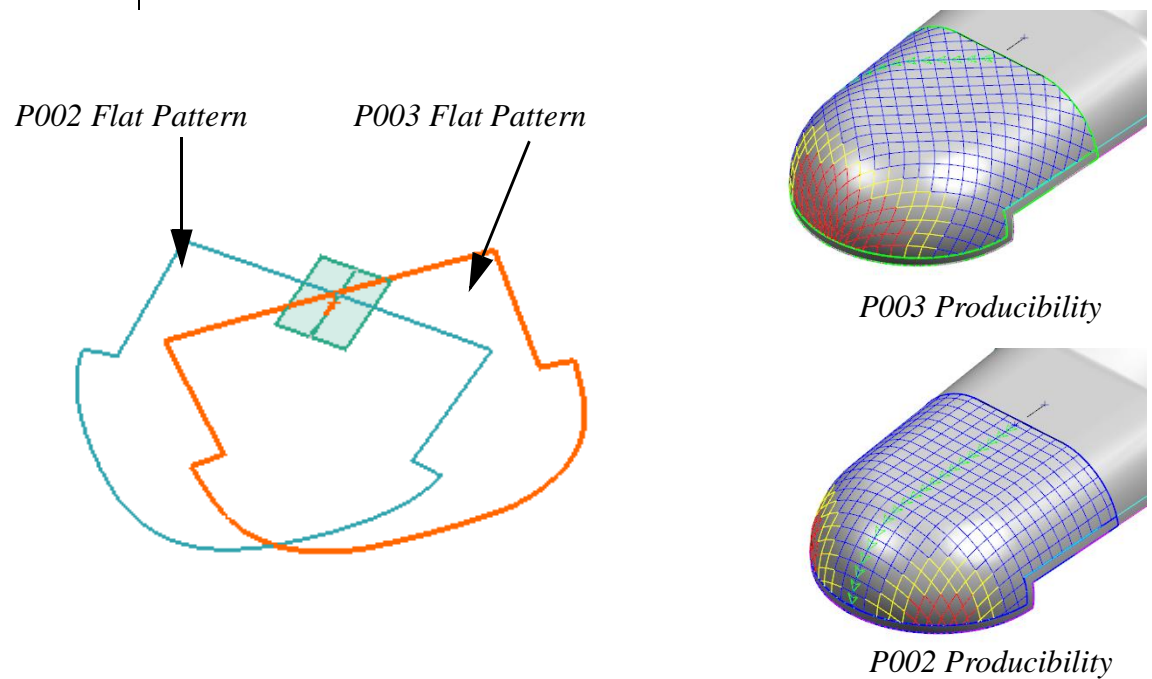 P002 Flat Pattern
P003 Flat Pattern
P003 Producibility
P002 Producibility